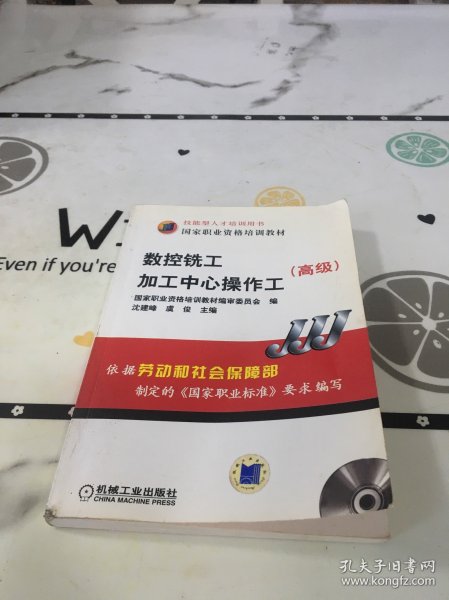 Wi
Even if you're
技能型人才培训用书
国家职业资格培训教材
数控铣工
加工中心操作工
(高级)
国家职业资格培训教材编审委员会 编
沈建峰 虞俊 主编
JJJ
依据劳动和社会保障部
制定的《国家职业标准》要求编写
机械工业出版社
CHINA MACHINE PRESS
孔夫子旧书网
www.kongfz.com